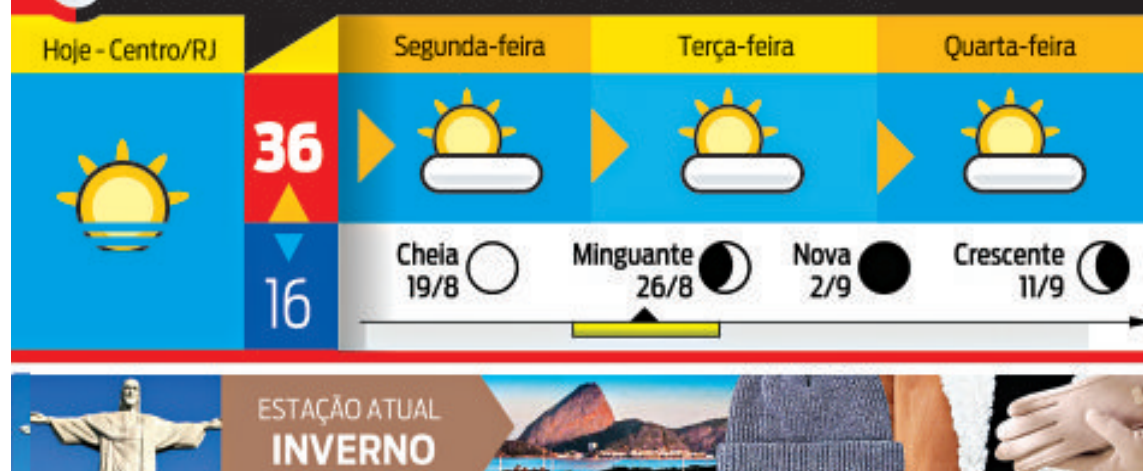 Hoje - Centro/RJ
Segunda-feira
Terça-feira
Quarta-feira
36
16
Cheia
19/8
Minguante
26/8
Nova
2/9
Crescente
11/9
ESTAÇÃO ATUAL
INVERNO